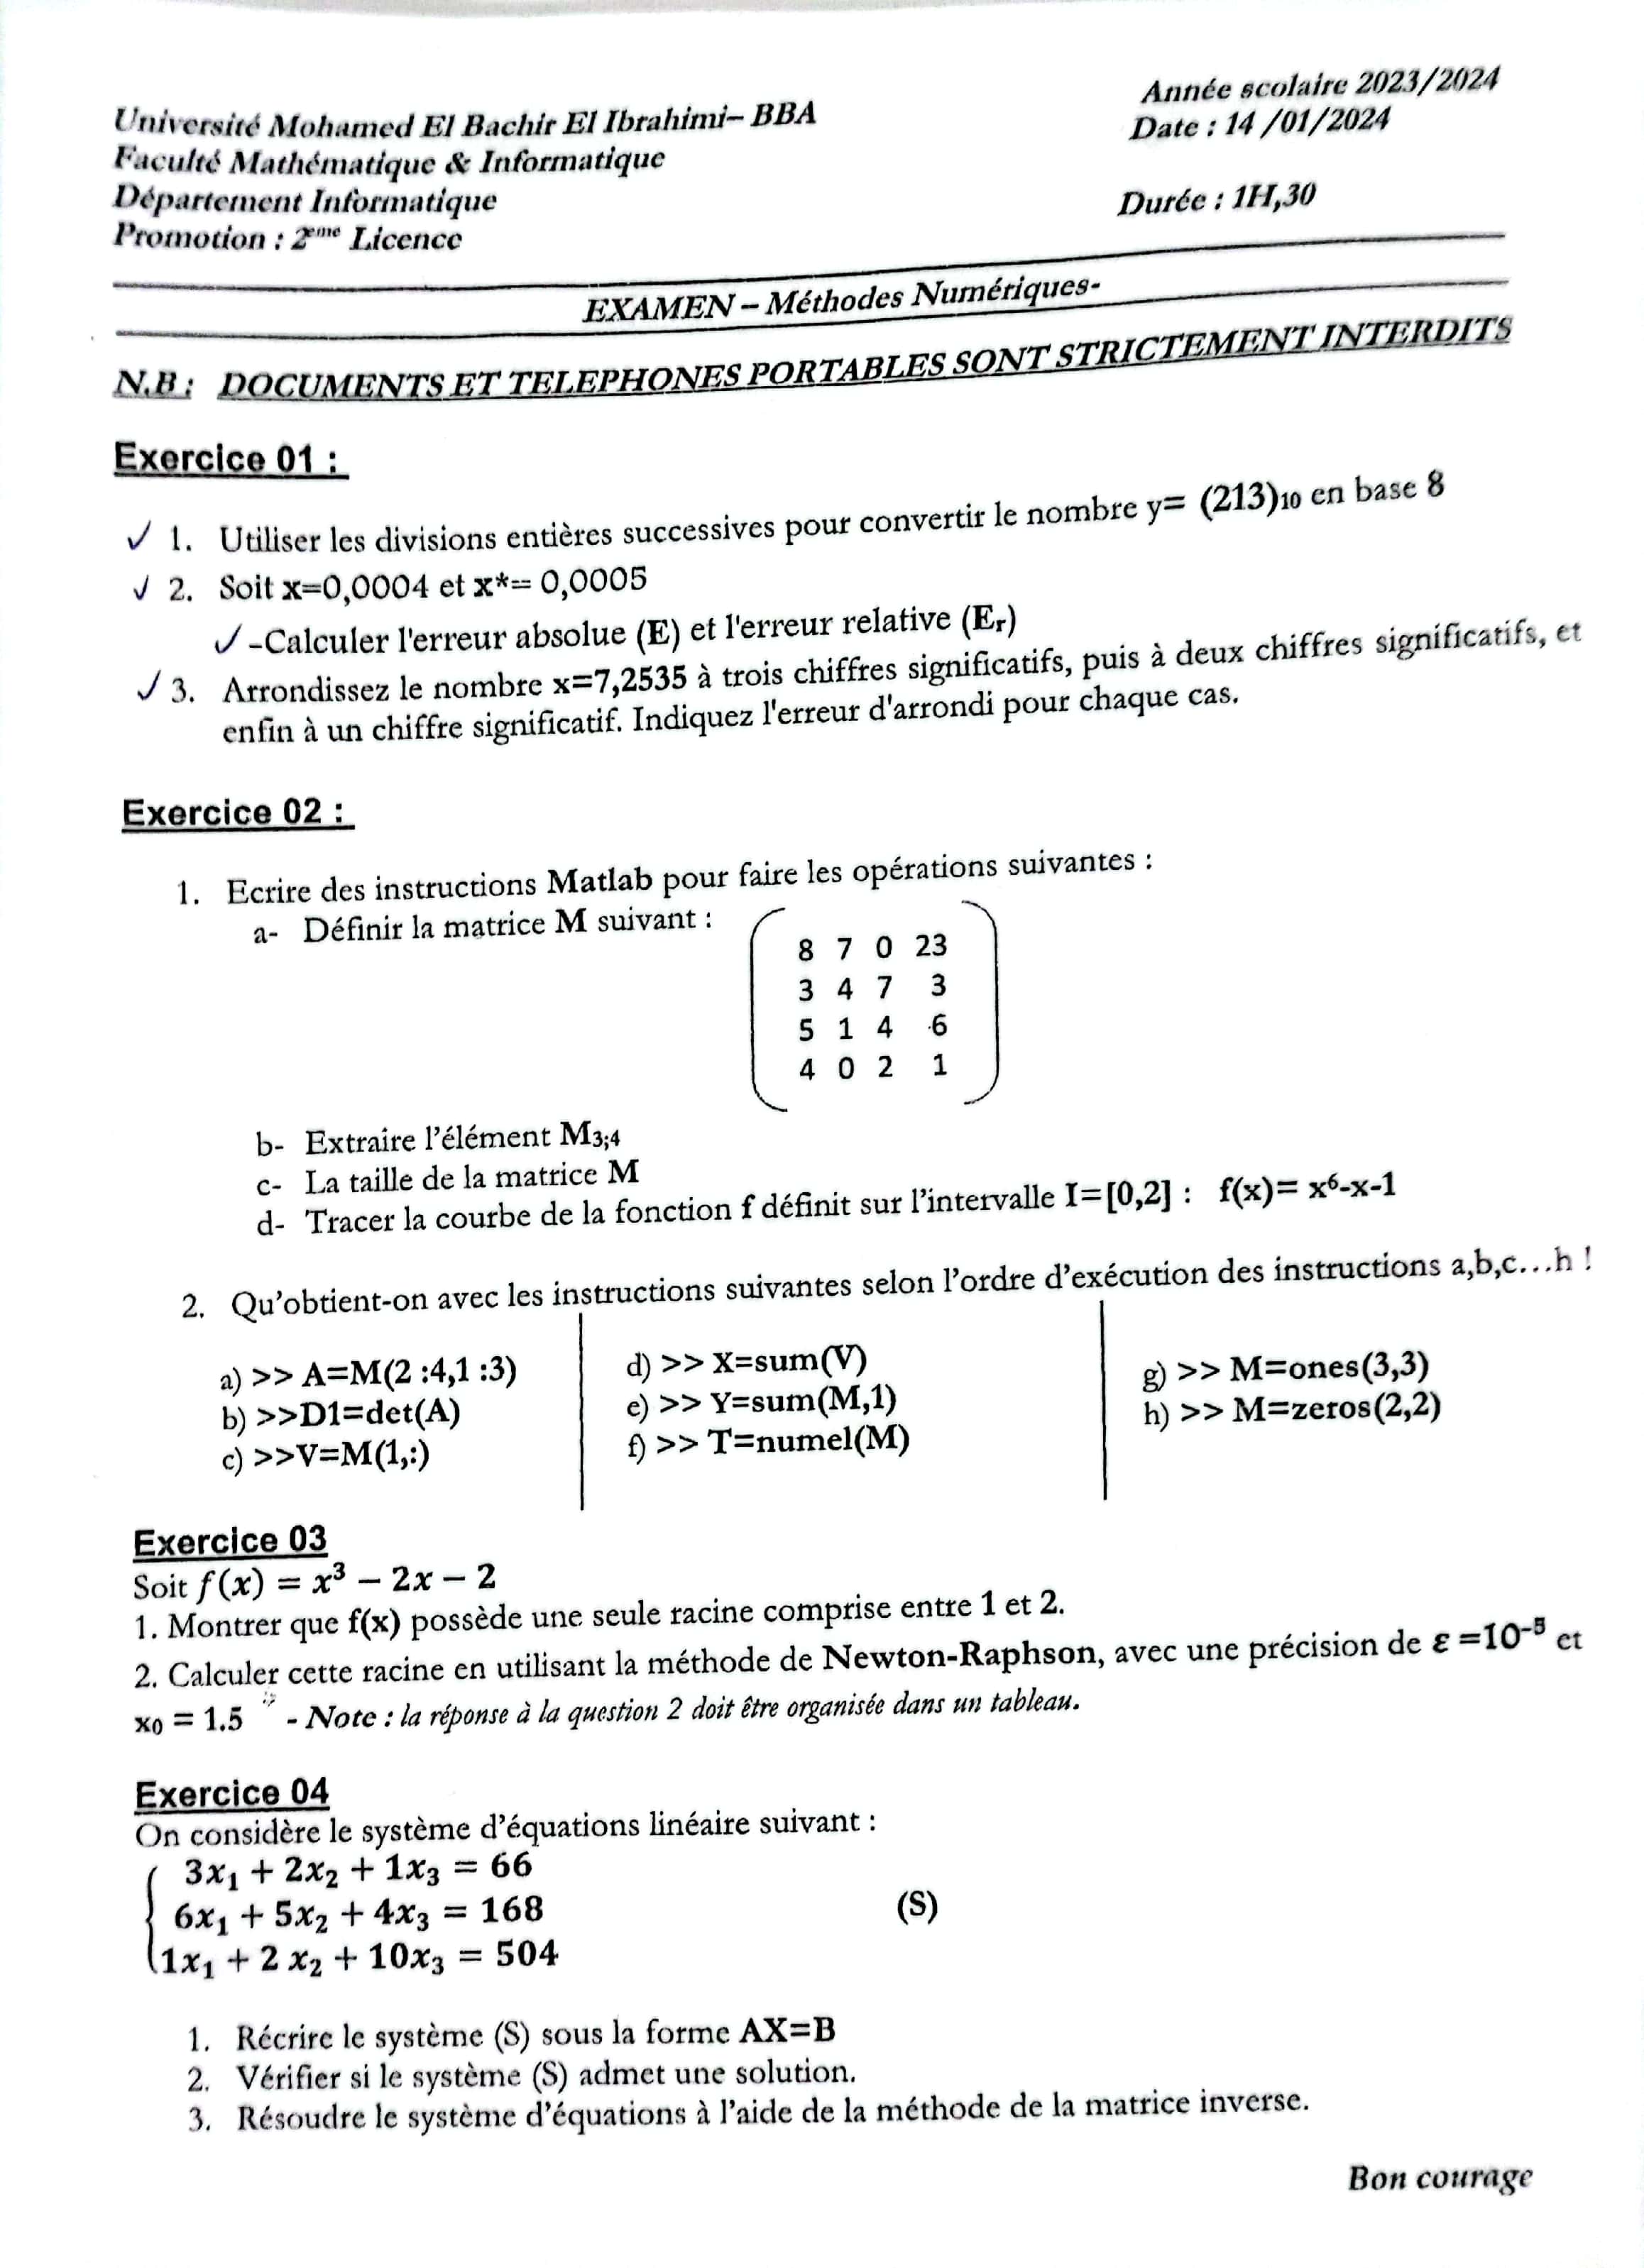 Université Mohamed El Bachir El Ibrahimi– BBA
Faculté Mathématique & Informatique
Département Informatique
Promotion : 2ème Licence
Année scolaire 2023/2024
Date : 14 /01/2024
Durée : 1H,30
EXAMEN – Méthodes Numériques-
N.B : DOCUMENTS ET TELEPHONES PORTABLES SONT STRICTEMENT INTERDITS
Exercice 01 :
✓ 1. Utiliser les divisions entières successives pour convertir le nombre y= (213)₁₀ en base 8
✓ 2. Soit x=0,0004 et x*= 0,0005
✓ -Calculer l'erreur absolue (E) et l'erreur relative (Eᵣ)
✓ 3. Arrondissez le nombre x=7,2535 à trois chiffres significatifs, puis à deux chiffres significatifs, et
enfin à un chiffre significatif. Indiquez l'erreur d'arrondi pour chaque cas.
Exercice 02 :
1. Ecrire des instructions Matlab pour faire les opérations suivantes :
a- Définir la matrice M suivant :
8 7 0 23
3 4 7 3
5 1 4 6
4 0 2 1
b- Extraire l'élément M₃;₄
c- La taille de la matrice M
d- Tracer la courbe de la fonction f définit sur l'intervalle I=[0,2] : f(x)= x⁶-x-1
2. Qu'obtient-on avec les instructions suivantes selon l'ordre d'exécution des instructions a,b,c…h !
a) >> A=M(2 :4,1 :3)
b) >>D1=det(A)
c) >>V=M(1,:)
d) >> X=sum(V)
e) >> Y=sum(M,1)
f) >> T=numel(M)
g) >> M=ones(3,3)
h) >> M=zeros(2,2)
Exercice 03
Soit f(x) = x³ − 2x − 2
1. Montrer que f(x) possède une seule racine comprise entre 1 et 2.
2. Calculer cette racine en utilisant la méthode de Newton-Raphson, avec une précision de ε =10⁻⁵ et
x₀ = 1.5 - Note : la réponse à la question 2 doit être organisée dans un tableau.
Exercice 04
On considère le système d'équations linéaire suivant :
3x₁ + 2x₂ + 1x₃ = 66
6x₁ + 5x₂ + 4x₃ = 168 (S)
1x₁ + 2 x₂ + 10x₃ = 504
1. Récrire le système (S) sous la forme AX=B
2. Vérifier si le système (S) admet une solution.
3. Résoudre le système d'équations à l'aide de la méthode de la matrice inverse.
Bon courage